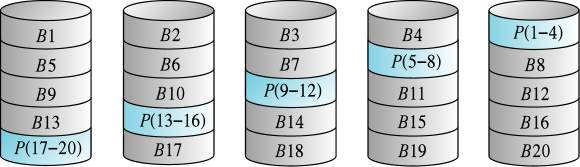 B1 B2 B3 B4 P(1−4)
B5 B6 B7 P(5−8) B8
B9 B10 P(9−12) B11 B12
B13 P(13−16) B14 B15 B16
P(17−20) B17 B18 B19 B20